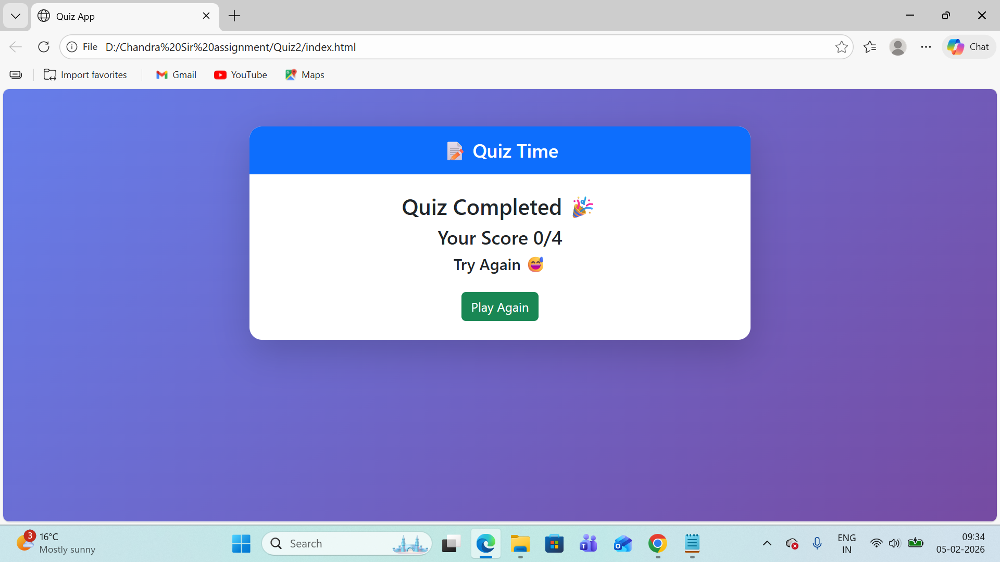 Quiz App
File D:/Chandra%20Sir%20assignment/Quiz2/index.html
Chat
Import favorites
Gmail
YouTube
Maps
📝 Quiz Time
Quiz Completed 🎉
Your Score 0/4
Try Again 😅
Play Again
3
16°C
Mostly sunny
Search
T
O
ENG
IN
09:34
05-02-2026